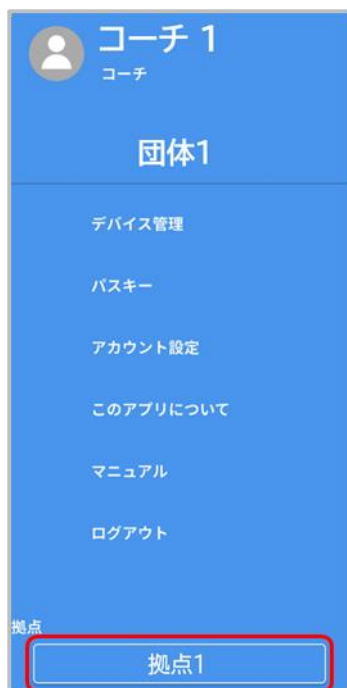 コーチ 1
コーチ
団体1
デバイス管理
パスキー
アカウント設定
このアプリについて
マニュアル
ログアウト
拠点
拠点1